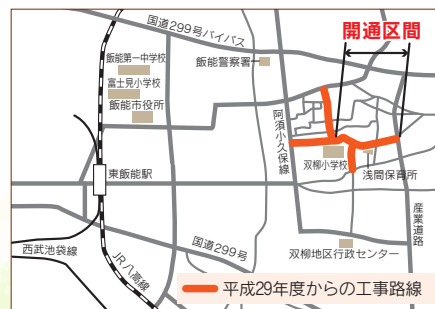 開通区間
国道299号バイパス
飯能第一中学校
富士見小学校
飯能市役所
飯能警察署
阿須小久保線
双柳小学校
浅間保育所
東飯能駅
産業道路
国道299号
双柳地区行政センター
西武池袋線
JR八高線
平成29年度からの工事路線